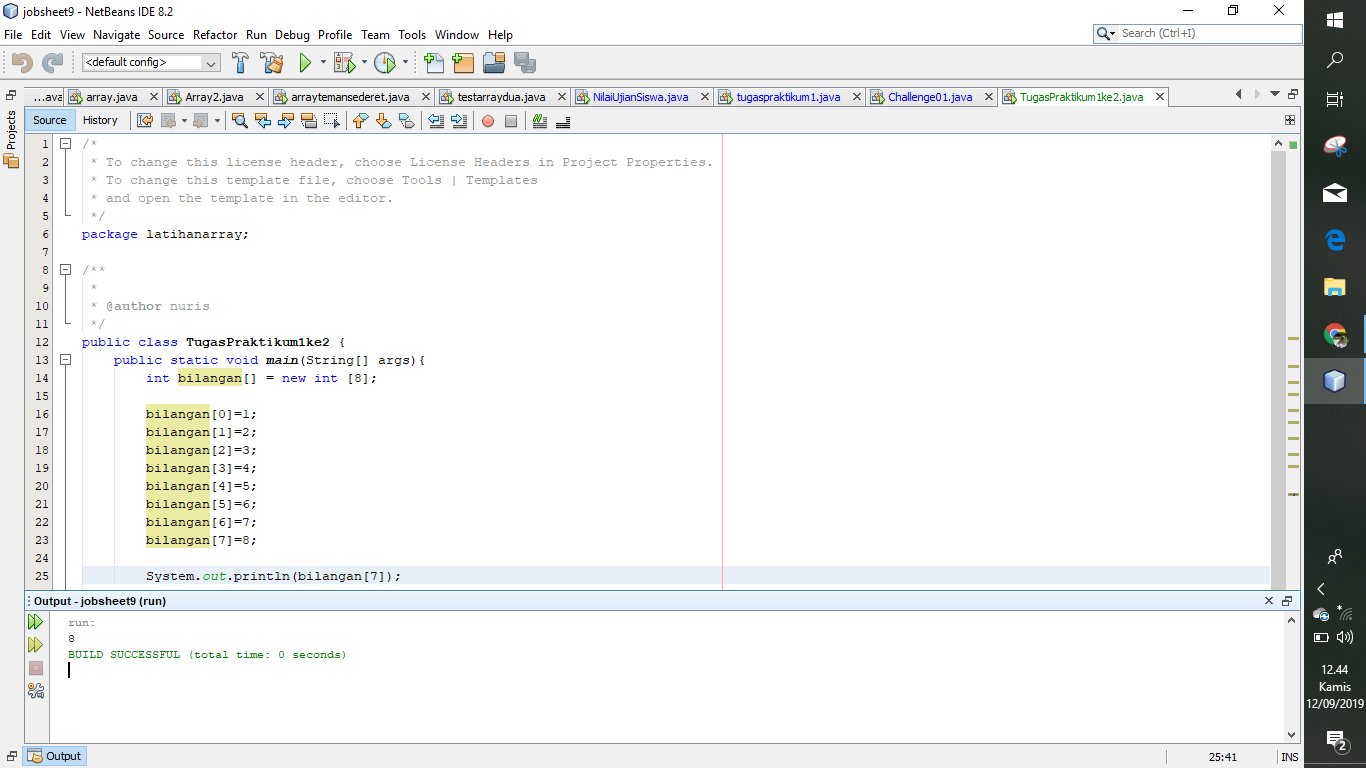 jobsheet9 - NetBeans IDE 8.2
File Edit View Navigate Source Refactor Run Debug Profile Team Tools Window Help
Search (Ctrl+I)
<default config>
...ava array.java Array2.java arraytemansederet.java testarraydua.java NilaiUjianSiswa.java tugaspraktikum1.java Challenge01.java TugasPraktikum1ke2.java
Projects
Source History
1 /*
2 * To change this license header, choose License Headers in Project Properties.
3 * To change this template file, choose Tools | Templates
4 * and open the template in the editor.
5 */
6 package latihanarray;
7
8 /**
9 *
10 * @author nuris
11 */
12 public class TugasPraktikum1ke2 {
13 public static void main(String[] args){
14 int bilangan[] = new int [8];
15
16 bilangan[0]=1;
17 bilangan[1]=2;
18 bilangan[2]=3;
19 bilangan[3]=4;
20 bilangan[4]=5;
21 bilangan[5]=6;
22 bilangan[6]=7;
23 bilangan[7]=8;
24
25 System.out.println(bilangan[7]);
Output - jobsheet9 (run)
run:
8
BUILD SUCCESSFUL (total time: 0 seconds)
Output
25:41 INS
12.44
Kamis
12/09/2019
2